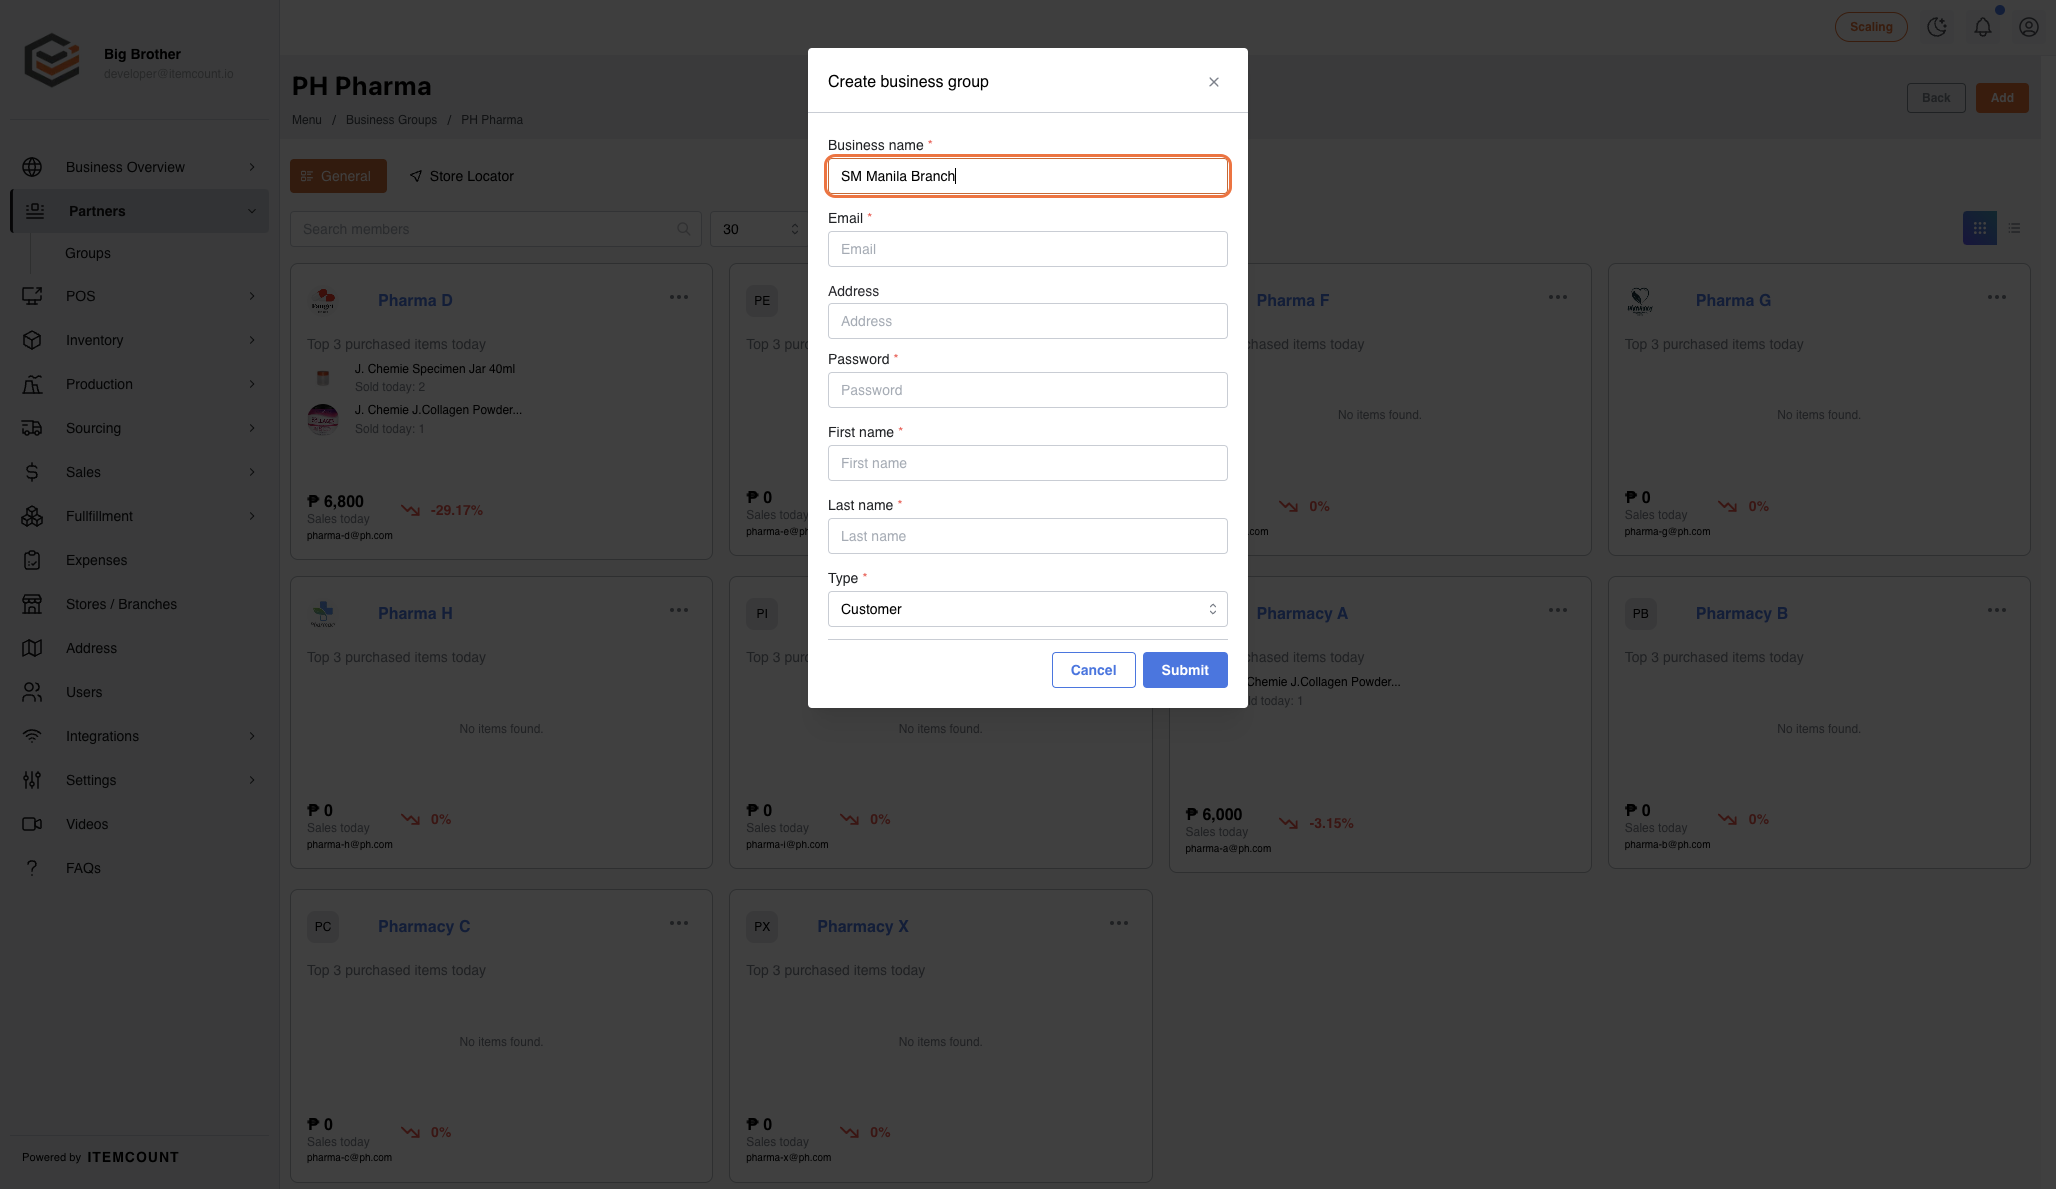 Big Brother
developer@itemcount.io
Scaling
PH Pharma
Menu / Business Groups / PH Pharma
Back
Add
Business Overview
Partners
Groups
POS
Inventory
Production
Sourcing
Sales
Fullfillment
Expenses
Stores / Branches
Address
Users
Integrations
Settings
Videos
FAQs
Powered by ITEMCOUNT
General
Store Locator
Search members
30
Create business group
Business name *
SM Manila Branch
Email *
Email
Address
Address
Password *
Password
First name *
First name
Last name *
Last name
Type *
Customer
Cancel
Submit
Pharma D
Top 3 purchased items today
J. Chemie Specimen Jar 40ml
Sold today: 2
J. Chemie J.Collagen Powder...
Sold today: 1
₱ 6,800
-29.17%
Sales today
pharma-d@ph.com
PE
Top 3 purc
₱ 0
Sales today
pharma-e@ph
Pharma F
hased items today
No items found.
0%
.com
Pharma G
Top 3 purchased items today
No items found.
₱ 0
0%
Sales today
pharma-g@ph.com
Pharma H
Top 3 purchased items today
No items found.
₱ 0
0%
Sales today
pharma-h@ph.com
PI
Top 3 purc
No items found.
₱ 0
0%
Sales today
pharma-i@ph.com
Pharmacy A
hased items today
Chemie J.Collagen Powder...
ld today: 1
₱ 6,000
-3.15%
Sales today
pharma-a@ph.com
PB
Pharmacy B
Top 3 purchased items today
No items found.
₱ 0
0%
Sales today
pharma-b@ph.com
PC
Pharmacy C
Top 3 purchased items today
No items found.
₱ 0
0%
Sales today
pharma-c@ph.com
PX
Pharmacy X
Top 3 purchased items today
No items found.
₱ 0
0%
Sales today
pharma-x@ph.com